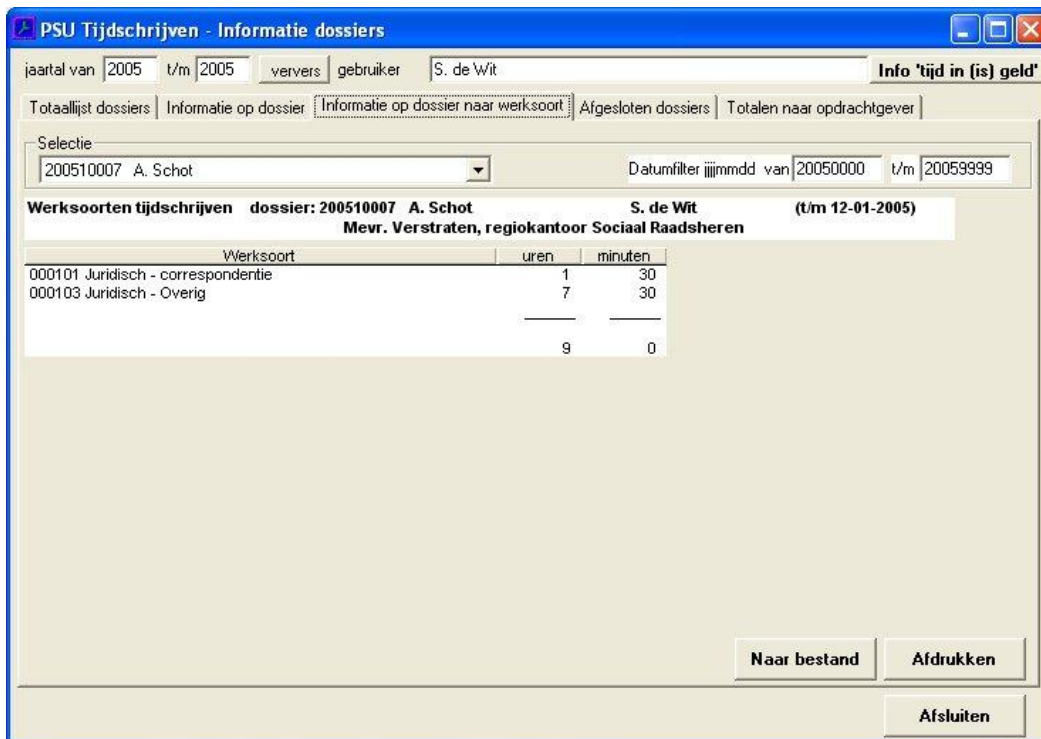 PSU Tijdschrijven - Informatie dossiers
jaartal van 2005 t/m 2005 ververs gebruiker S. de Wit Info 'tijd in (is) geld'
Totaallijst dossiers Informatie op dossier Informatie op dossier naar werksoort Afgesloten dossiers Totalen naar opdrachtgever
Selectie
200510007 A. Schot Datumfilter jjjjmmdd van 20050000 t/m 20059999
Werksoorten tijdschrijven dossier: 200510007 A. Schot S. de Wit (t/m 12-01-2005)
Mevr. Verstraten, regiokantoor Sociaal Raadsheren
Werksoort uren minuten
000101 Juridisch - correspondentie 1 30
000103 Juridisch - Overig 7 30
9 0
Naar bestand Afdrukken
Afsluiten